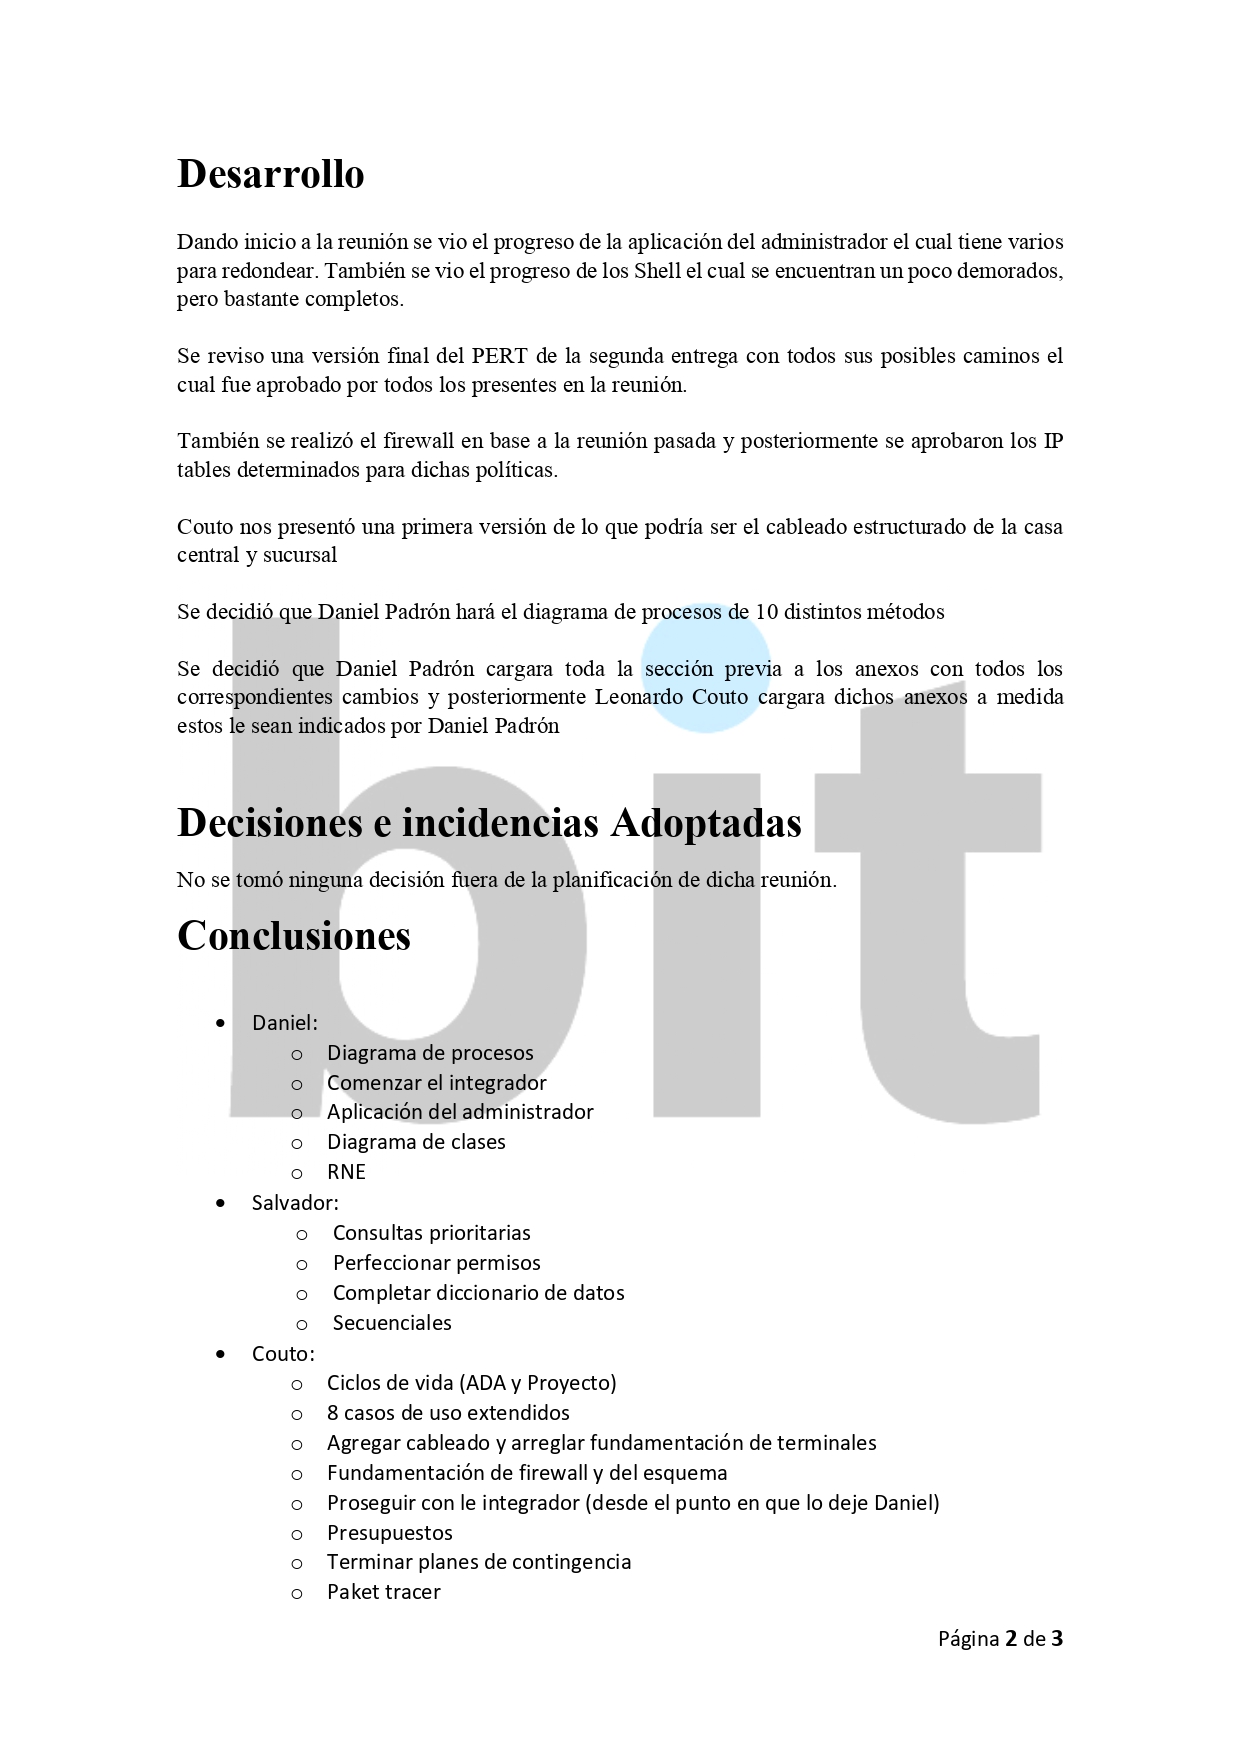 Desarrollo
Dando inicio a la reunión se vio el progreso de la aplicación del administrador el cual tiene varios
para redondear. También se vio el progreso de los Shell el cual se encuentran un poco demorados,
pero bastante completos.
Se reviso una versión final del PERT de la segunda entrega con todos sus posibles caminos el
cual fue aprobado por todos los presentes en la reunión.
También se realizó el firewall en base a la reunión pasada y posteriormente se aprobaron los IP
tables determinados para dichas políticas.
Couto nos presentó una primera versión de lo que podría ser el cableado estructurado de la casa
central y sucursal
Se decidió que Daniel Padrón hará el diagrama de procesos de 10 distintos métodos
Se decidió que Daniel Padrón cargara toda la sección previa a los anexos con todos los
correspondientes cambios y posteriormente Leonardo Couto cargara dichos anexos a medida
estos le sean indicados por Daniel Padrón
Decisiones e incidencias Adoptadas
No se tomó ninguna decisión fuera de la planificación de dicha reunión.
Conclusiones
• Daniel:
o Diagrama de procesos
o Comenzar el integrador
o Aplicación del administrador
o Diagrama de clases
o RNE
• Salvador:
o Consultas prioritarias
o Perfeccionar permisos
o Completar diccionario de datos
o Secuenciales
• Couto:
o Ciclos de vida (ADA y Proyecto)
o 8 casos de uso extendidos
o Agregar cableado y arreglar fundamentación de terminales
o Fundamentación de firewall y del esquema
o Proseguir con le integrador (desde el punto en que lo deje Daniel)
o Presupuestos
o Terminar planes de contingencia
o Paket tracer
Página 2 de 3
bit